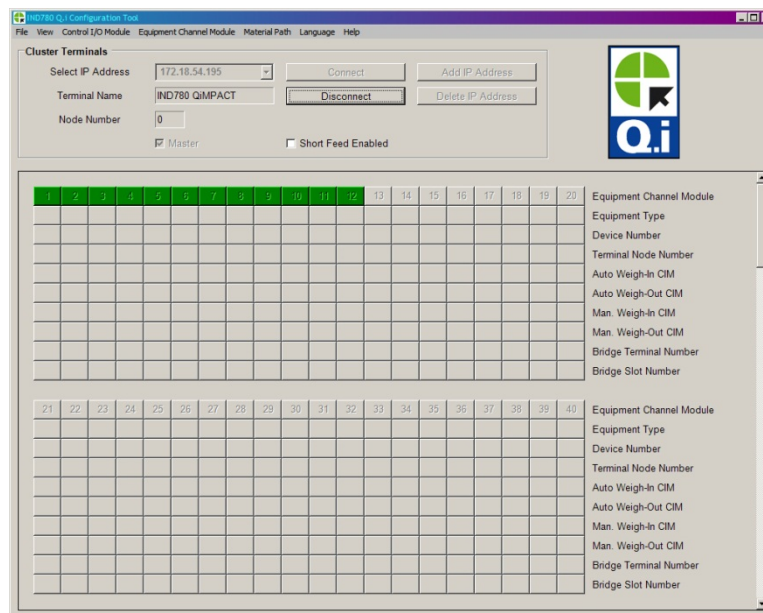 IND780 Q.i Configuration Tool
File View Control I/O Module Equipment Channel Module Material Path Language Help
Cluster Terminals
Select IP Address 172.18.54.195 Connect Add IP Address
Terminal Name IND780 QiMPACT Disconnect Delete IP Address
Node Number 0
Master Short Feed Enabled
Q.i
1 2 3 4 5 6 7 8 9 10 11 12 13 14 15 16 17 18 19 20 Equipment Channel Module
Equipment Type
Device Number
Terminal Node Number
Auto Weigh-In CIM
Auto Weigh-Out CIM
Man. Weigh-In CIM
Man. Weigh-Out CIM
Bridge Terminal Number
Bridge Slot Number
21 22 23 24 25 26 27 28 29 30 31 32 33 34 35 36 37 38 39 40 Equipment Channel Module
Equipment Type
Device Number
Terminal Node Number
Auto Weigh-In CIM
Auto Weigh-Out CIM
Man. Weigh-In CIM
Man. Weigh-Out CIM
Bridge Terminal Number
Bridge Slot Number